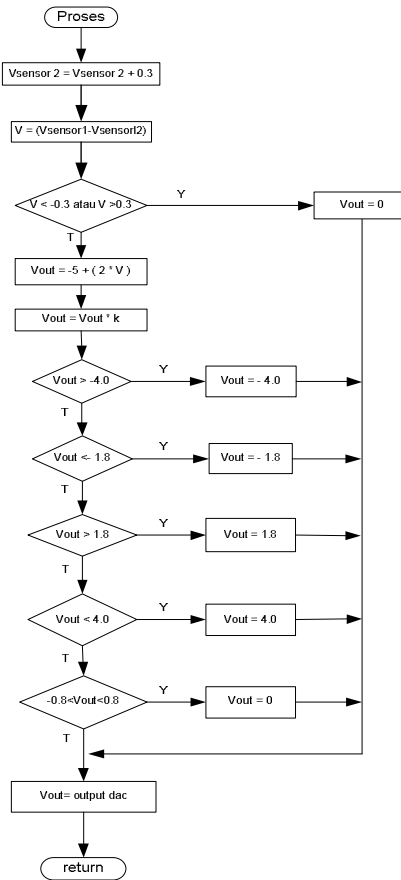 Proses
Vsensor 2 = Vsensor 2 + 0.3
V = (Vsensor1-Vsensorl2)
V < -0.3 atau V >0.3
Y
Vout = 0
T
Vout = -5 + ( 2 * V )
Vout = Vout * k
Vout > -4.0
Y
Vout = - 4.0
T
Vout <- 1.8
Y
Vout = - 1.8
T
Vout > 1.8
Y
Vout = 1.8
T
Vout < 4.0
Y
Vout = 4.0
T
-0.8<Vout<0.8
Y
Vout = 0
T
Vout= output dac
return